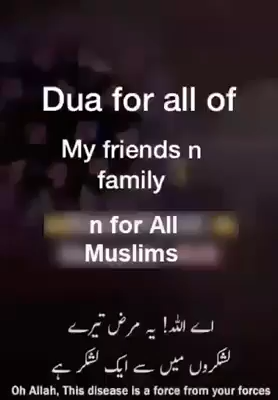 Dua for all of
My friends n
family
n for All
Muslims
اے اللہ! یہ مرض تیرے
لشکروں میں سے ایک لشکر ہے
Oh Allah, This disease is a force from your forces